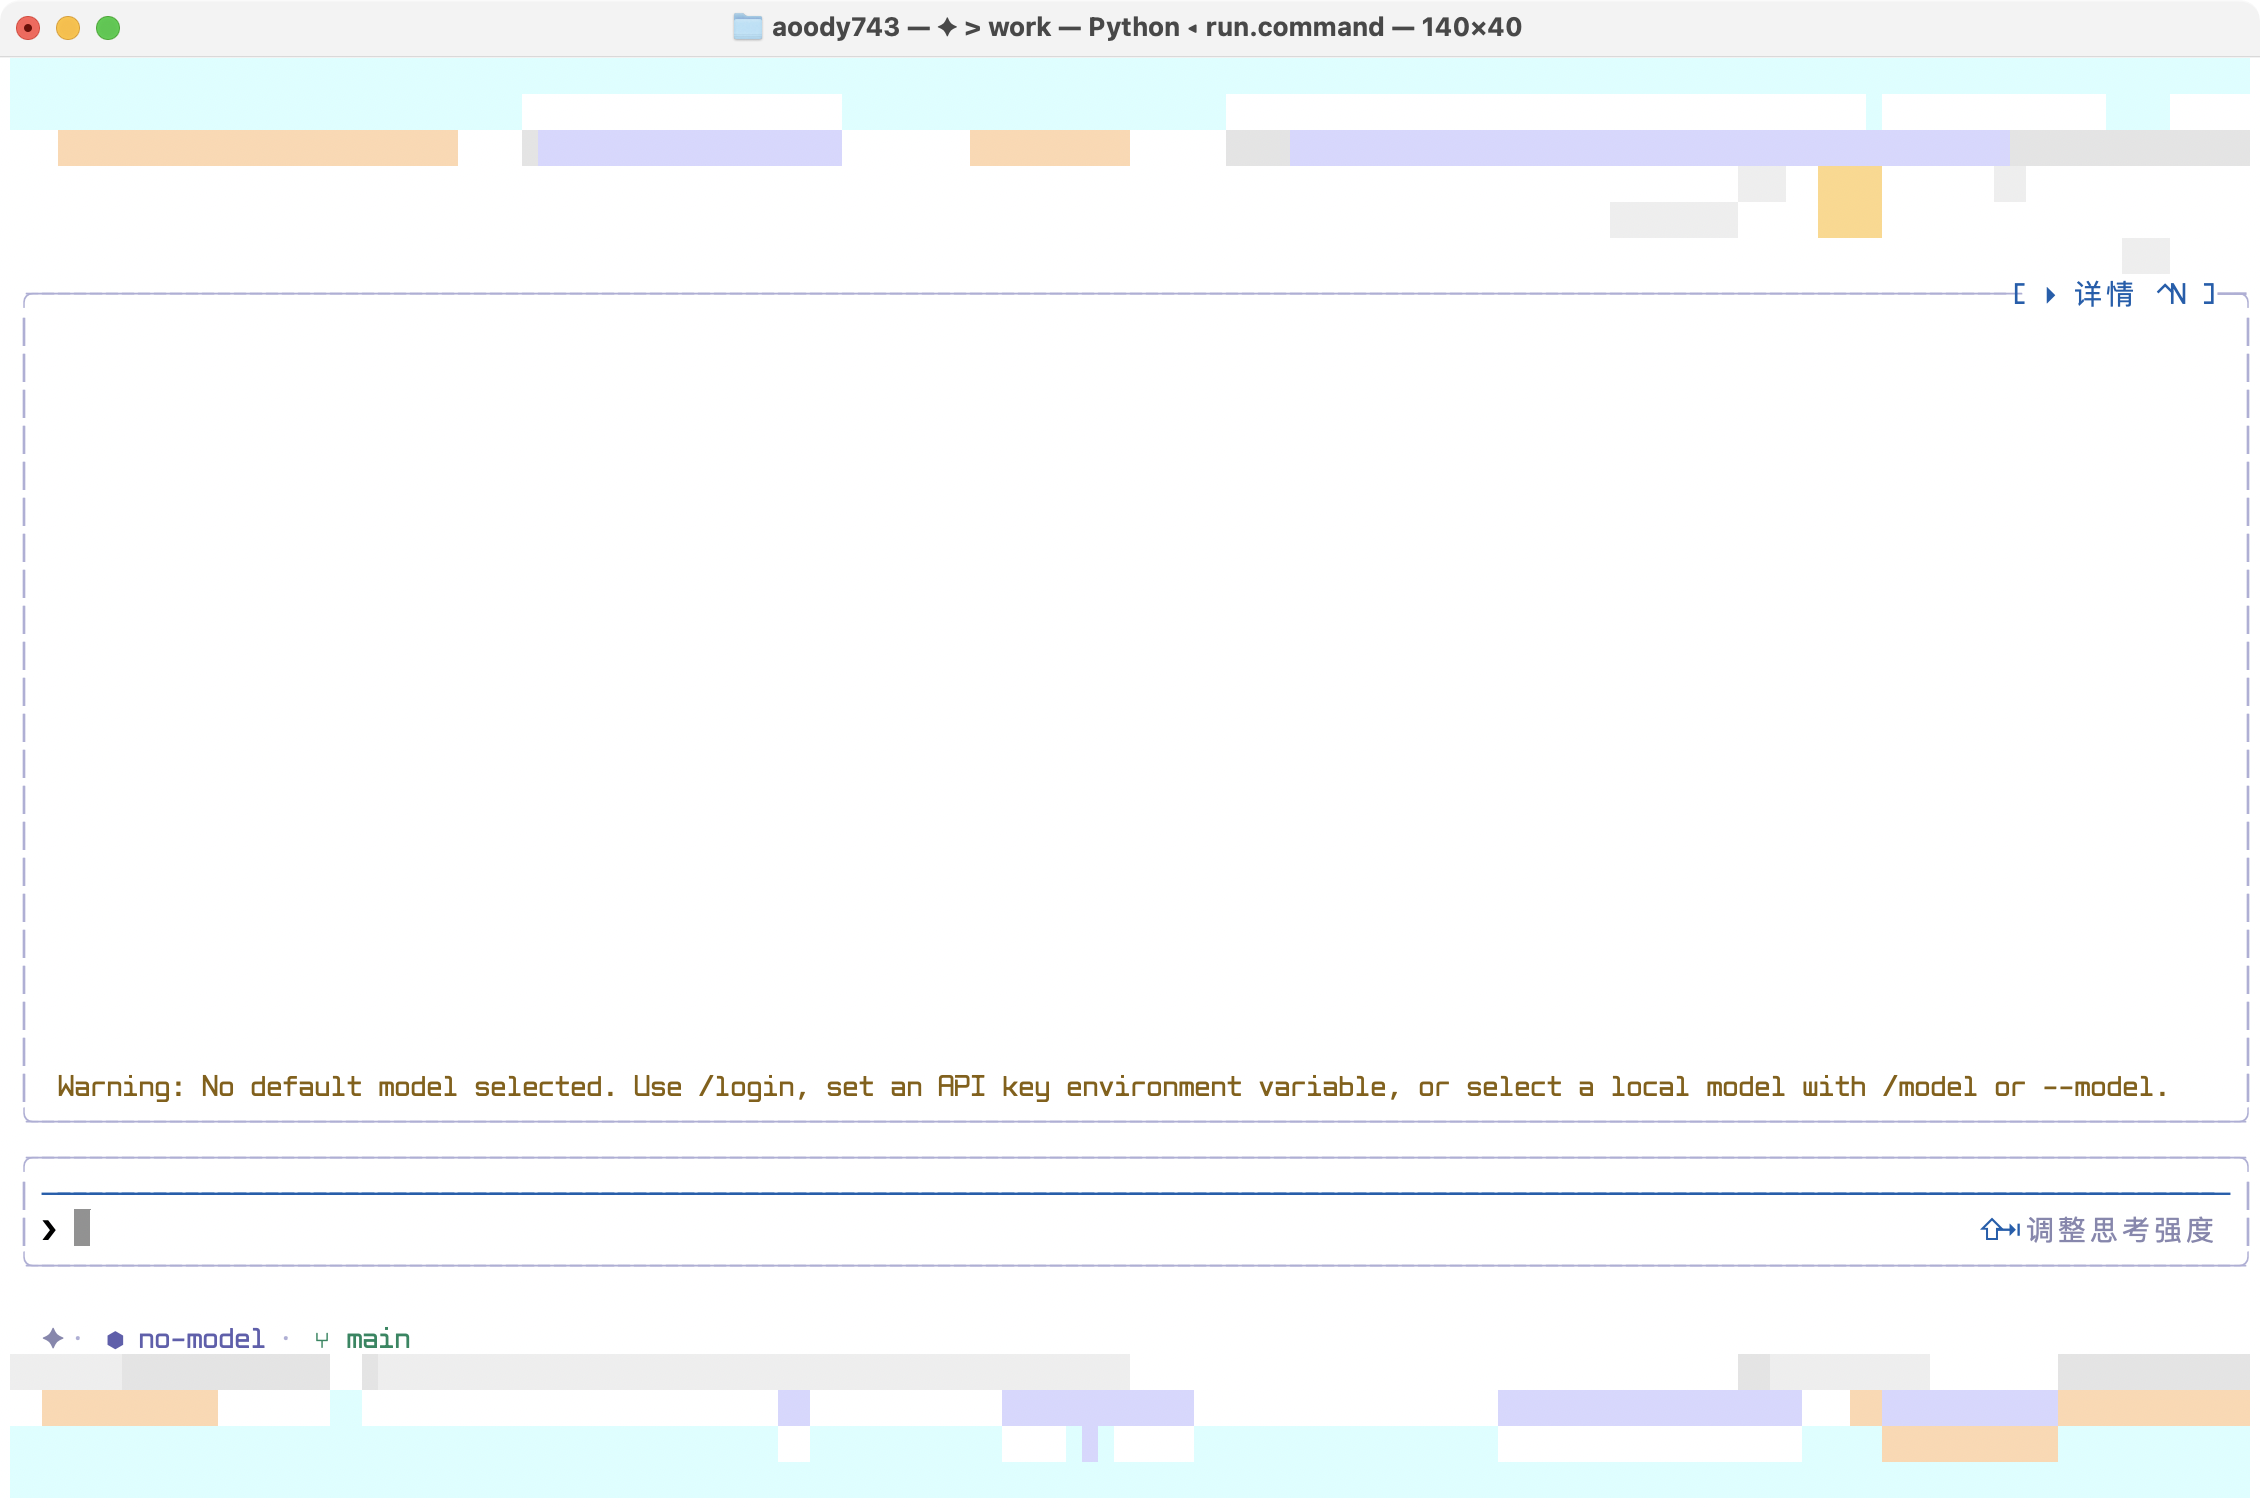 aoody743 — ✦ > work — Python ◂ run.command — 140×40
[ ▸ 详情 ^N ]
Warning: No default model selected. Use /login, set an API key environment variable, or select a local model with /model or --model.
❯ ⇧⇥调整思考强度
✦ · ⬢ no-model · ⑂ main